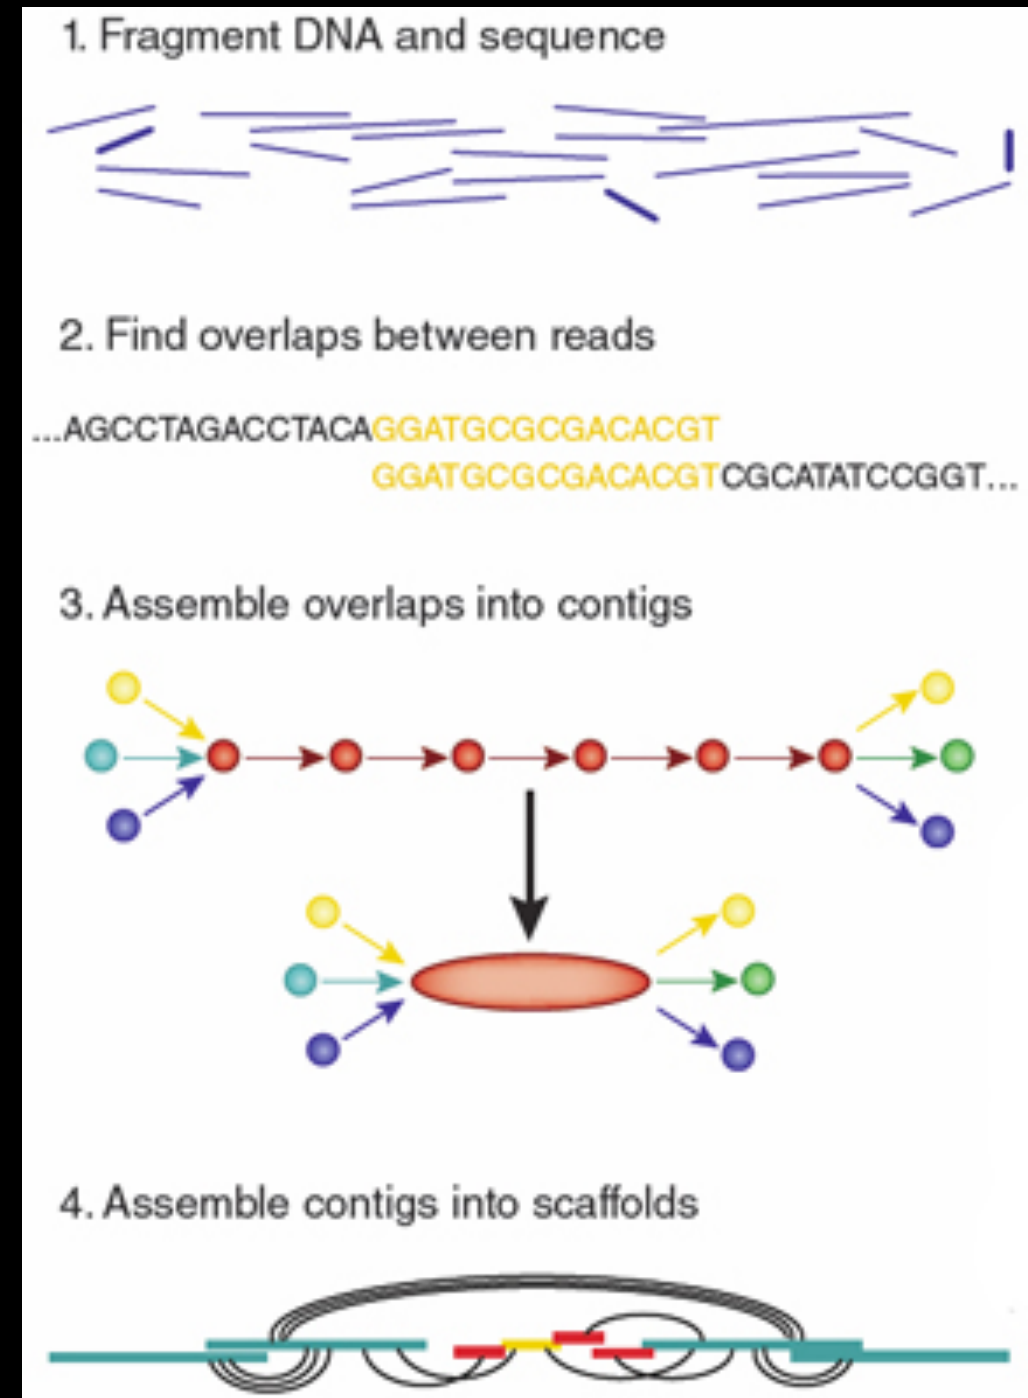 1. Fragment DNA and sequence
2. Find overlaps between reads
...AGCCTAGACCTACAGGATGCGCGACACGT
GGATGCGCGACACGTCGCATATCCGGT...
3. Assemble overlaps into contigs
4. Assemble contigs into scaffolds